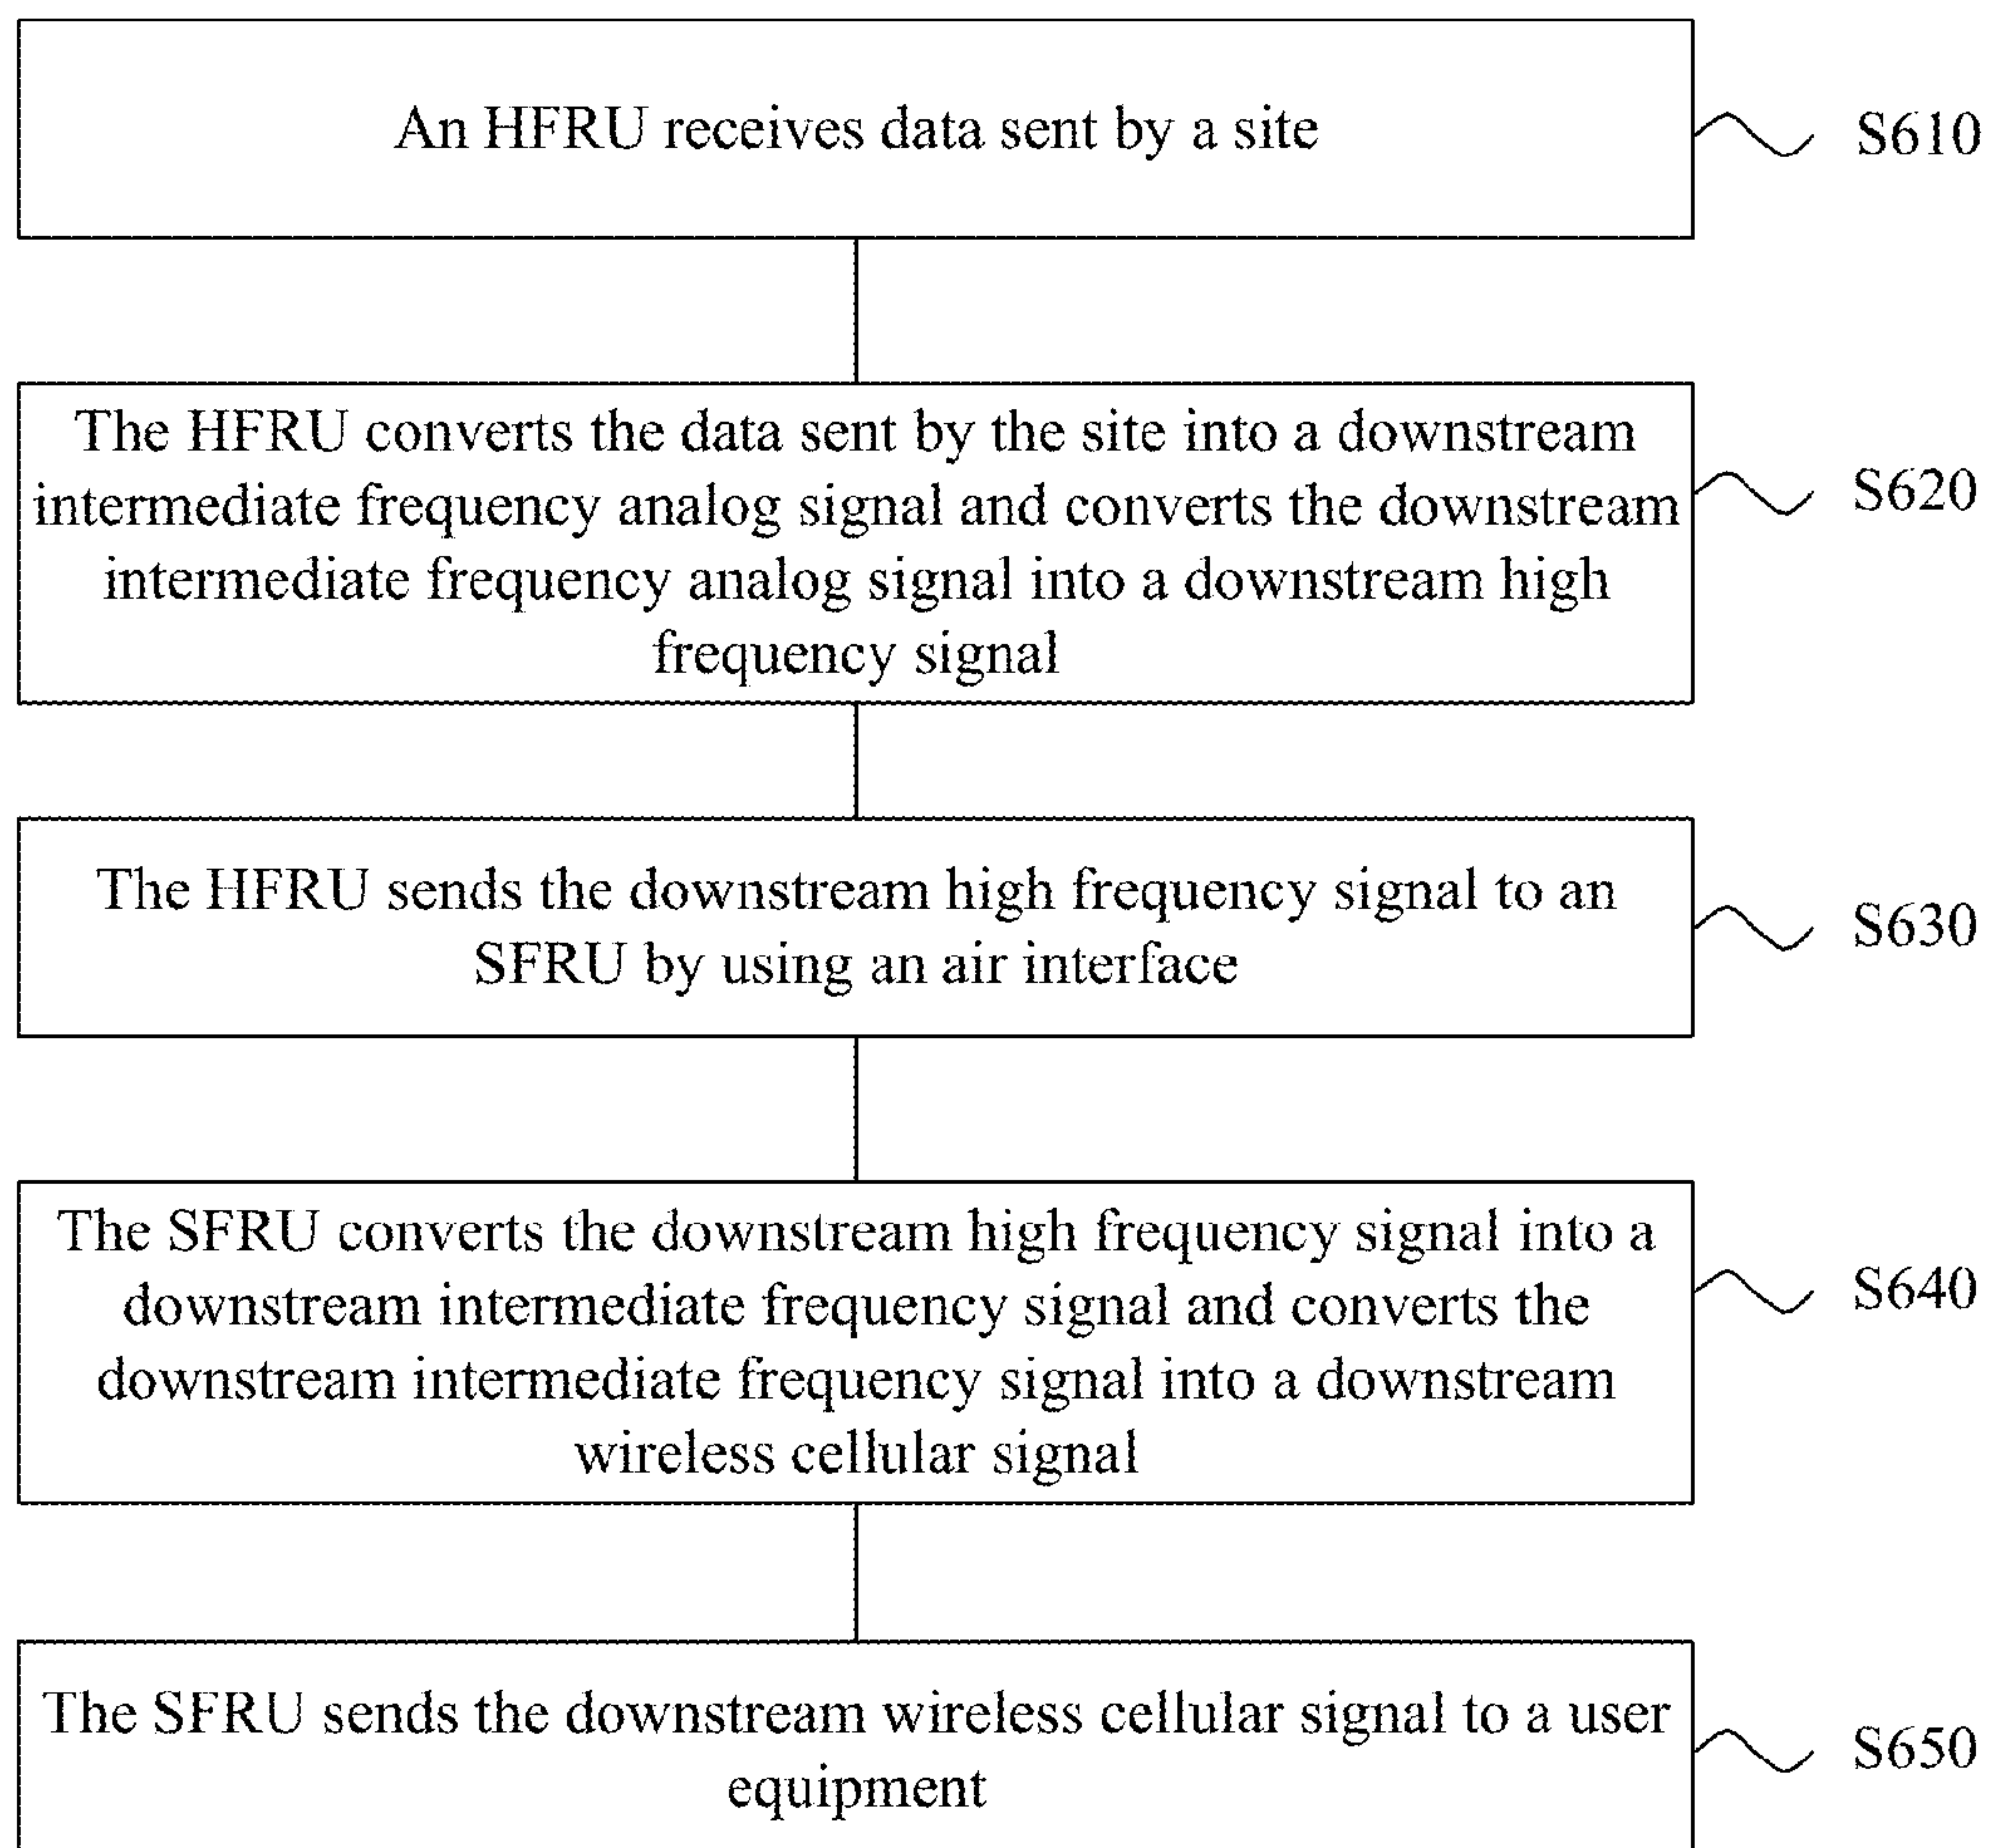 An HFRU receives data sent by a site
S610
The HFRU converts the data sent by the site into a downstream
intermediate frequency analog signal and converts the downstream
intermediate frequency analog signal into a downstream high
frequency signal
S620
The HFRU sends the downstream high frequency signal to an
SFRU by using an air interface
S630
The SFRU converts the downstream high frequency signal into a
downstream intermediate frequency signal and converts the
downstream intermediate frequency signal into a downstream
wireless cellular signal
S640
The SFRU sends the downstream wireless cellular signal to a user
equipment
S650